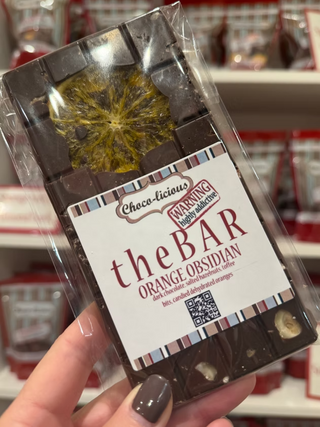 Choco-licious
WARNING
highly addictive
theBAR
ORANGE OBSIDIAN
dark chocolate, salted hazelnuts, toffee
bits, candied dehydrated oranges